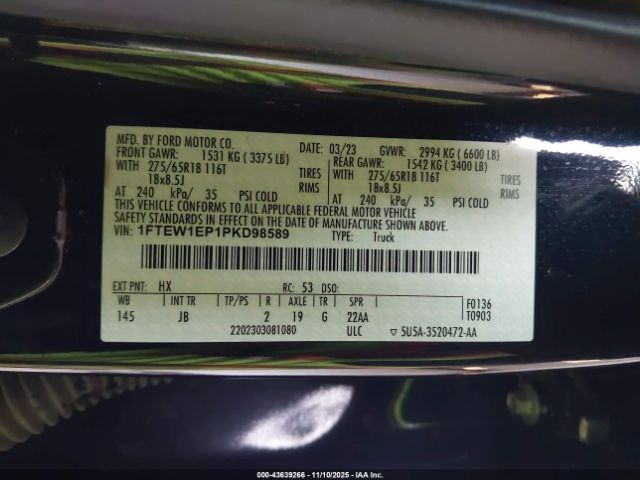 MFD. BY FORD MOTOR CO.
DATE: 03/23 GVWR: 2994 KG ( 6600 LB)
FRONT GAWR: 1531 KG ( 3375 LB) REAR GAWR: 1542 KG ( 3400 LB)
WITH 275/65R18 116T TIRES WITH 275/65R18 116T TIRES
18x8.5J RIMS 18x8.5J RIMS
AT 240 kPa/ 35 PSI COLD AT 240 kPa/ 35 PSI COLD
THIS VEHICLE CONFORMS TO ALL APPLICABLE FEDERAL MOTOR VEHICLE
SAFETY STANDARDS IN EFFECT ON THE DATE OF MANUFACTURE SHOWN ABOVE.
VIN: 1FTEW1EP1PKD98589 TYPE: Truck
EXT PNT: HX RC: 53 DSO:
WB INT TR TP/PS R AXLE TR SPR F0136
145 JB 2 19 G 22AA T0903
2202303081080 ULC ▽ 5U5A-3520472-AA
000-43639266 - 11/10/2025 - IAA Inc.